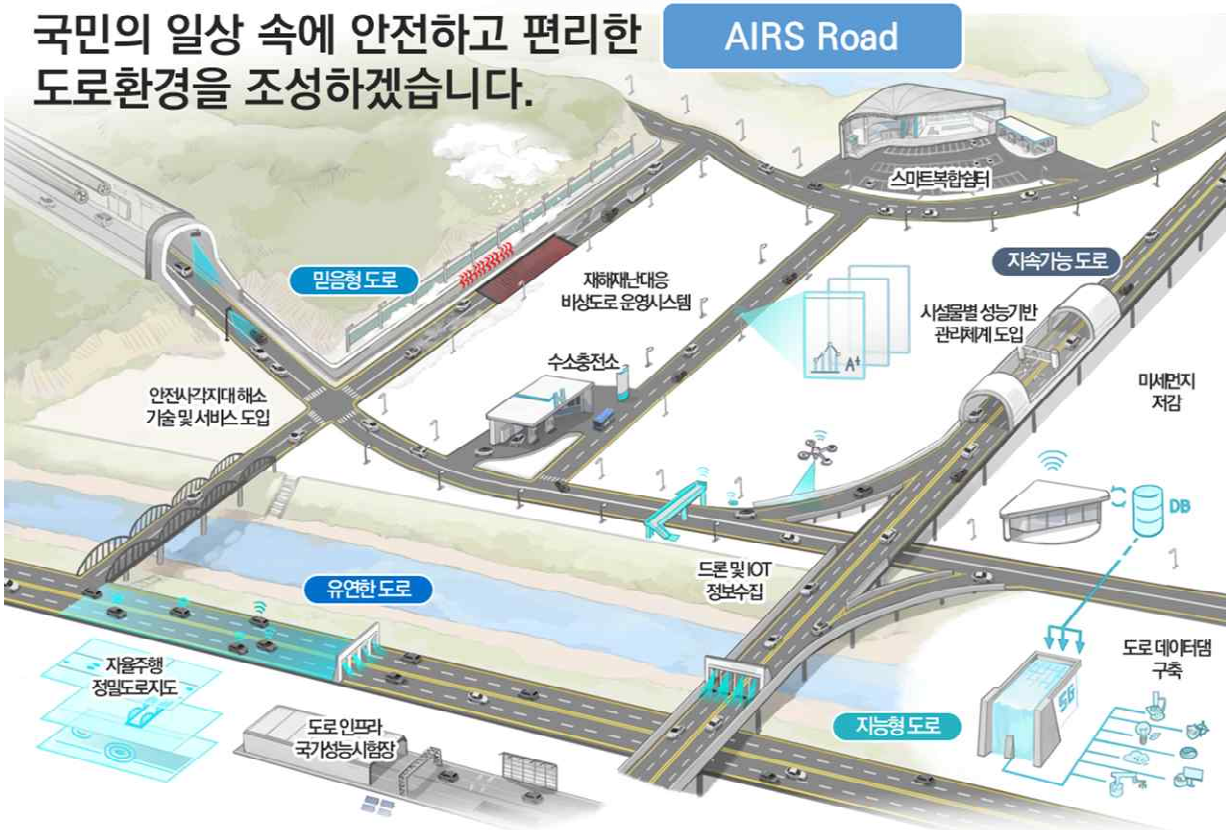 국민의 일상 속에 안전하고 편리한
도로환경을 조성하겠습니다.
AIRS Road
스마트복합쉼터
믿음형 도로
재해재난대응
비상도로 운영시스템
지속가능 도로
시설물별 성능기반
관리체계 도입
A+
수소충전소
미세먼지
저감
안전사각지대 해소
기술 및 서비스 도입
DB
드론 및 IOT
정보수집
유연한 도로
자율주행
정밀도로지도
도로 데이터댐
구축
5G
지능형 도로
도로 인프라
국가성능시험장